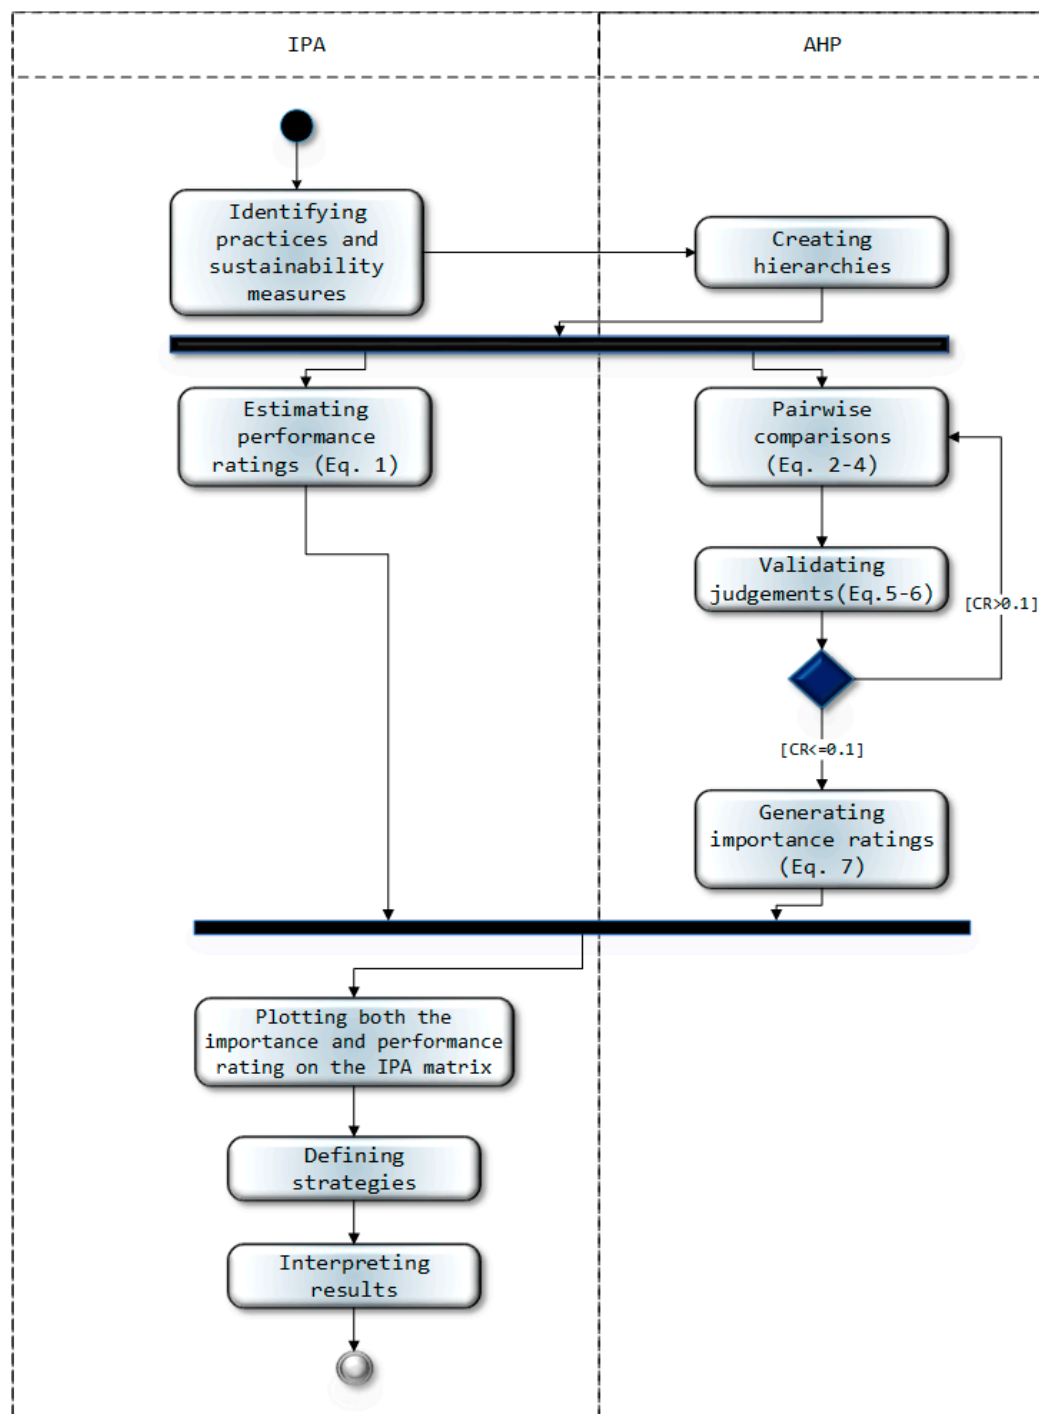 IPA
AHP
Identifying
practices and
sustainability
measures
Creating
hierarchies
Estimating
performance
ratings (Eq. 1)
Pairwise
comparisons
(Eq. 2-4)
Validating
judgements(Eq.5-6)
[CR>0.1]
[CR<=0.1]
Generating
importance ratings
(Eq. 7)
Plotting both the
importance and performance
rating on the IPA matrix
Defining
strategies
Interpreting
results